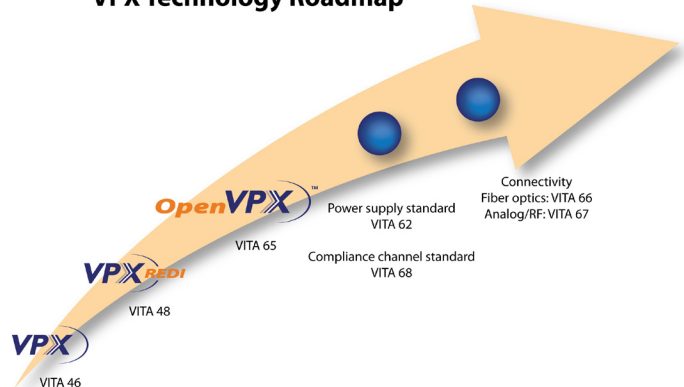 VPX Technology Roadmap
OpenVPX™
VITA 65
VPX REDI
VITA 48
VPX
VITA 46
Power supply standard
VITA 62
Compliance channel standard
VITA 68
Connectivity
Fiber optics: VITA 66
Analog/RF: VITA 67